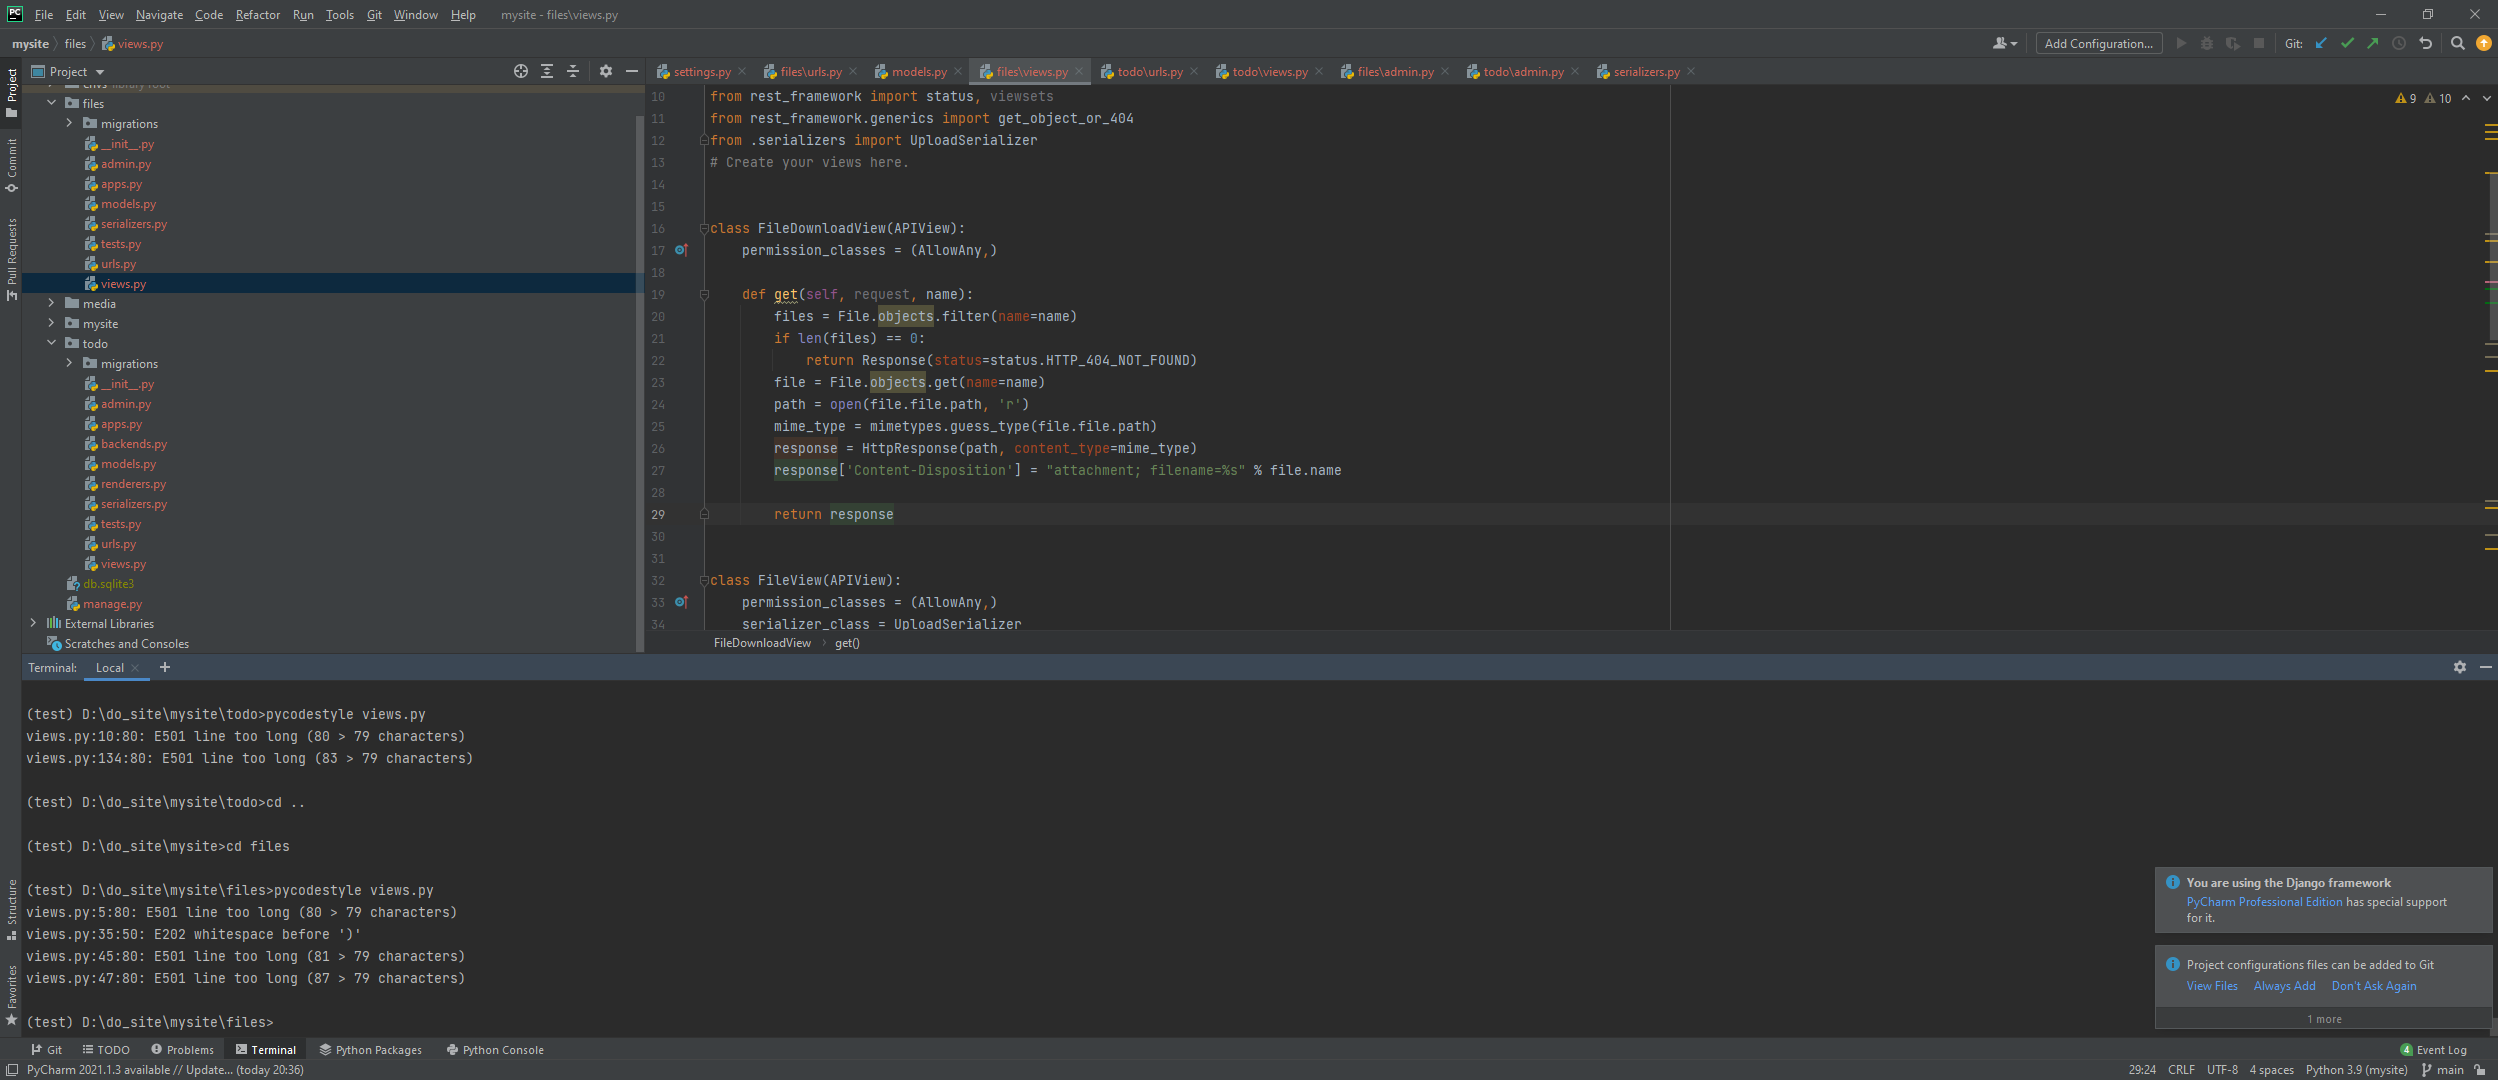 PC File Edit View Navigate Code Refactor Run Tools Git Window Help mysite - files\views.py
mysite files views.py Add Configuration... Git:
Project settings.py files\urls.py models.py files\views.py todo\urls.py todo\views.py files\admin.py todo\admin.py serializers.py
envs library root
files
migrations
__init__.py
admin.py
apps.py
models.py
serializers.py
tests.py
urls.py
views.py
media
mysite
todo
migrations
__init__.py
admin.py
apps.py
backends.py
models.py
renderers.py
serializers.py
tests.py
urls.py
views.py
db.sqlite3
manage.py
External Libraries
Scratches and Consoles
Project
Commit
Pull Requests
Structure
Favorites
9 10
10 from rest_framework import status, viewsets
11 from rest_framework.generics import get_object_or_404
12 from .serializers import UploadSerializer
13 # Create your views here.
14
15
16 class FileDownloadView(APIView):
17 permission_classes = (AllowAny,)
18
19 def get(self, request, name):
20 files = File.objects.filter(name=name)
21 if len(files) == 0:
22 return Response(status=status.HTTP_404_NOT_FOUND)
23 file = File.objects.get(name=name)
24 path = open(file.file.path, 'r')
25 mime_type = mimetypes.guess_type(file.file.path)
26 response = HttpResponse(path, content_type=mime_type)
27 response['Content-Disposition'] = "attachment; filename=%s" % file.name
28
29 return response
30
31
32 class FileView(APIView):
33 permission_classes = (AllowAny,)
34 serializer_class = UploadSerializer
FileDownloadView get()
Terminal: Local
(test) D:\do_site\mysite\todo>pycodestyle views.py
views.py:10:80: E501 line too long (80 > 79 characters)
views.py:134:80: E501 line too long (83 > 79 characters)
(test) D:\do_site\mysite\todo>cd ..
(test) D:\do_site\mysite>cd files
(test) D:\do_site\mysite\files>pycodestyle views.py
views.py:5:80: E501 line too long (80 > 79 characters)
views.py:35:50: E202 whitespace before ')'
views.py:45:80: E501 line too long (81 > 79 characters)
views.py:47:80: E501 line too long (87 > 79 characters)
(test) D:\do_site\mysite\files>
You are using the Django framework
PyCharm Professional Edition has special support
for it.
Project configurations files can be added to Git
View Files Always Add Don't Ask Again
1 more
Git TODO Problems Terminal Python Packages Python Console 4 Event Log
PyCharm 2021.1.3 available // Update... (today 20:36) 29:24 CRLF UTF-8 4 spaces Python 3.9 (mysite) main